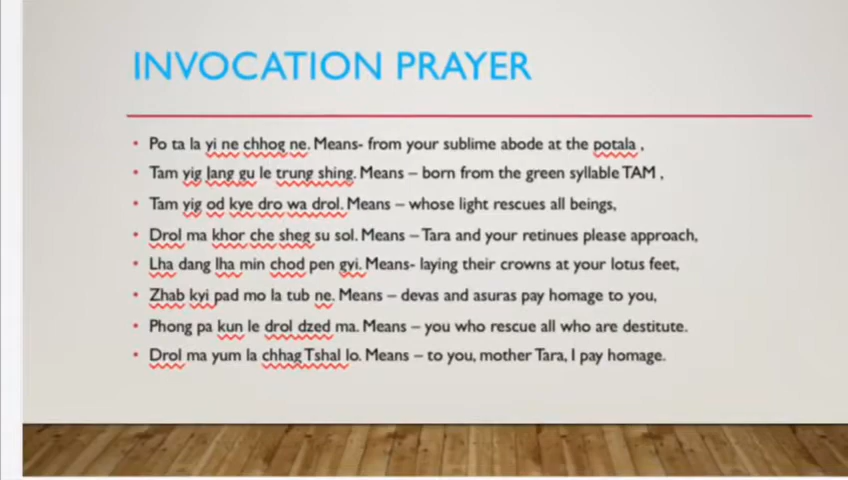 INVOCATION PRAYER
• Po ta la yi ne chhog ne. Means- from your sublime abode at the potala ,
• Tam yig Jang gu le trung shing. Means – born from the green syllable TAM ,
• Tam yig od kye dro wa drol. Means – whose light rescues all beings,
• Drol ma khor che sheg su sol. Means – Tara and your retinues please approach,
• Lha dang lha min chod pen gyi. Means- laying their crowns at your lotus feet,
• Zhab kyi pad mo la tub ne. Means – devas and asuras pay homage to you,
• Phong pa kun le drol dzed ma. Means – you who rescue all who are destitute.
• Drol ma yum la chhag Tshal lo. Means – to you, mother Tara, I pay homage.